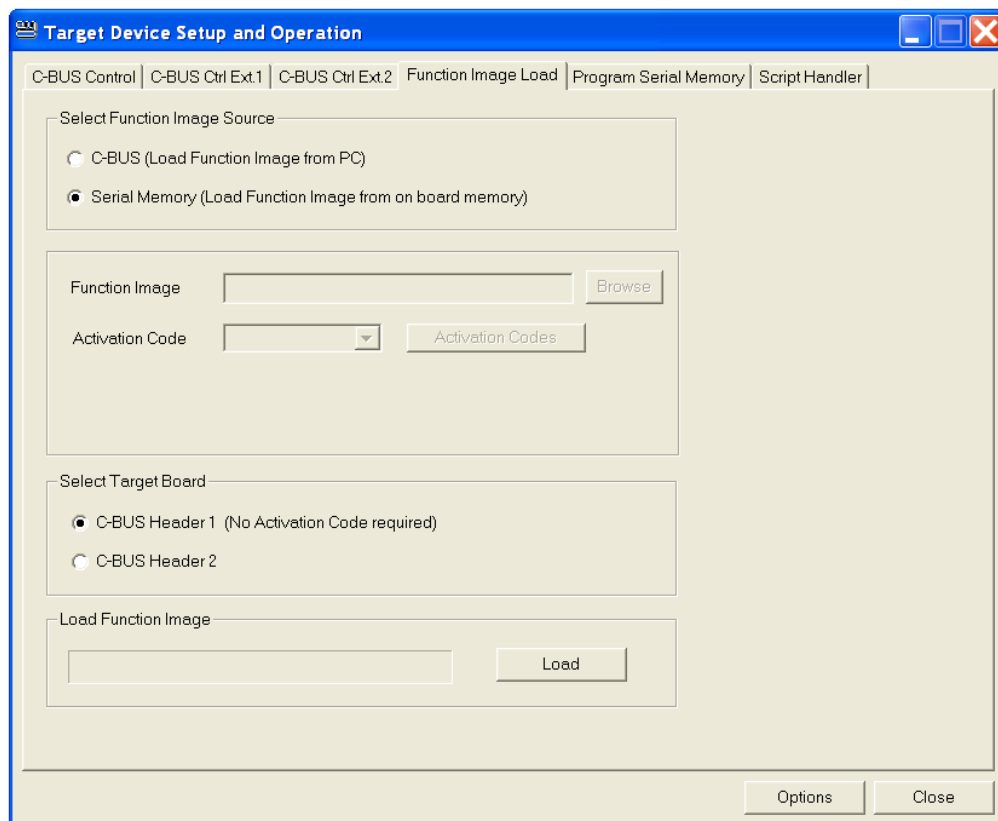 Target Device Setup and Operation
C-BUS Control C-BUS Ctrl Ext.1 C-BUS Ctrl Ext.2 Function Image Load Program Serial Memory Script Handler
Select Function Image Source
C-BUS (Load Function Image from PC)
Serial Memory (Load Function Image from on board memory)
Function Image Browse
Activation Code Activation Codes
Select Target Board
C-BUS Header 1 (No Activation Code required)
C-BUS Header 2
Load Function Image
Load
Options Close